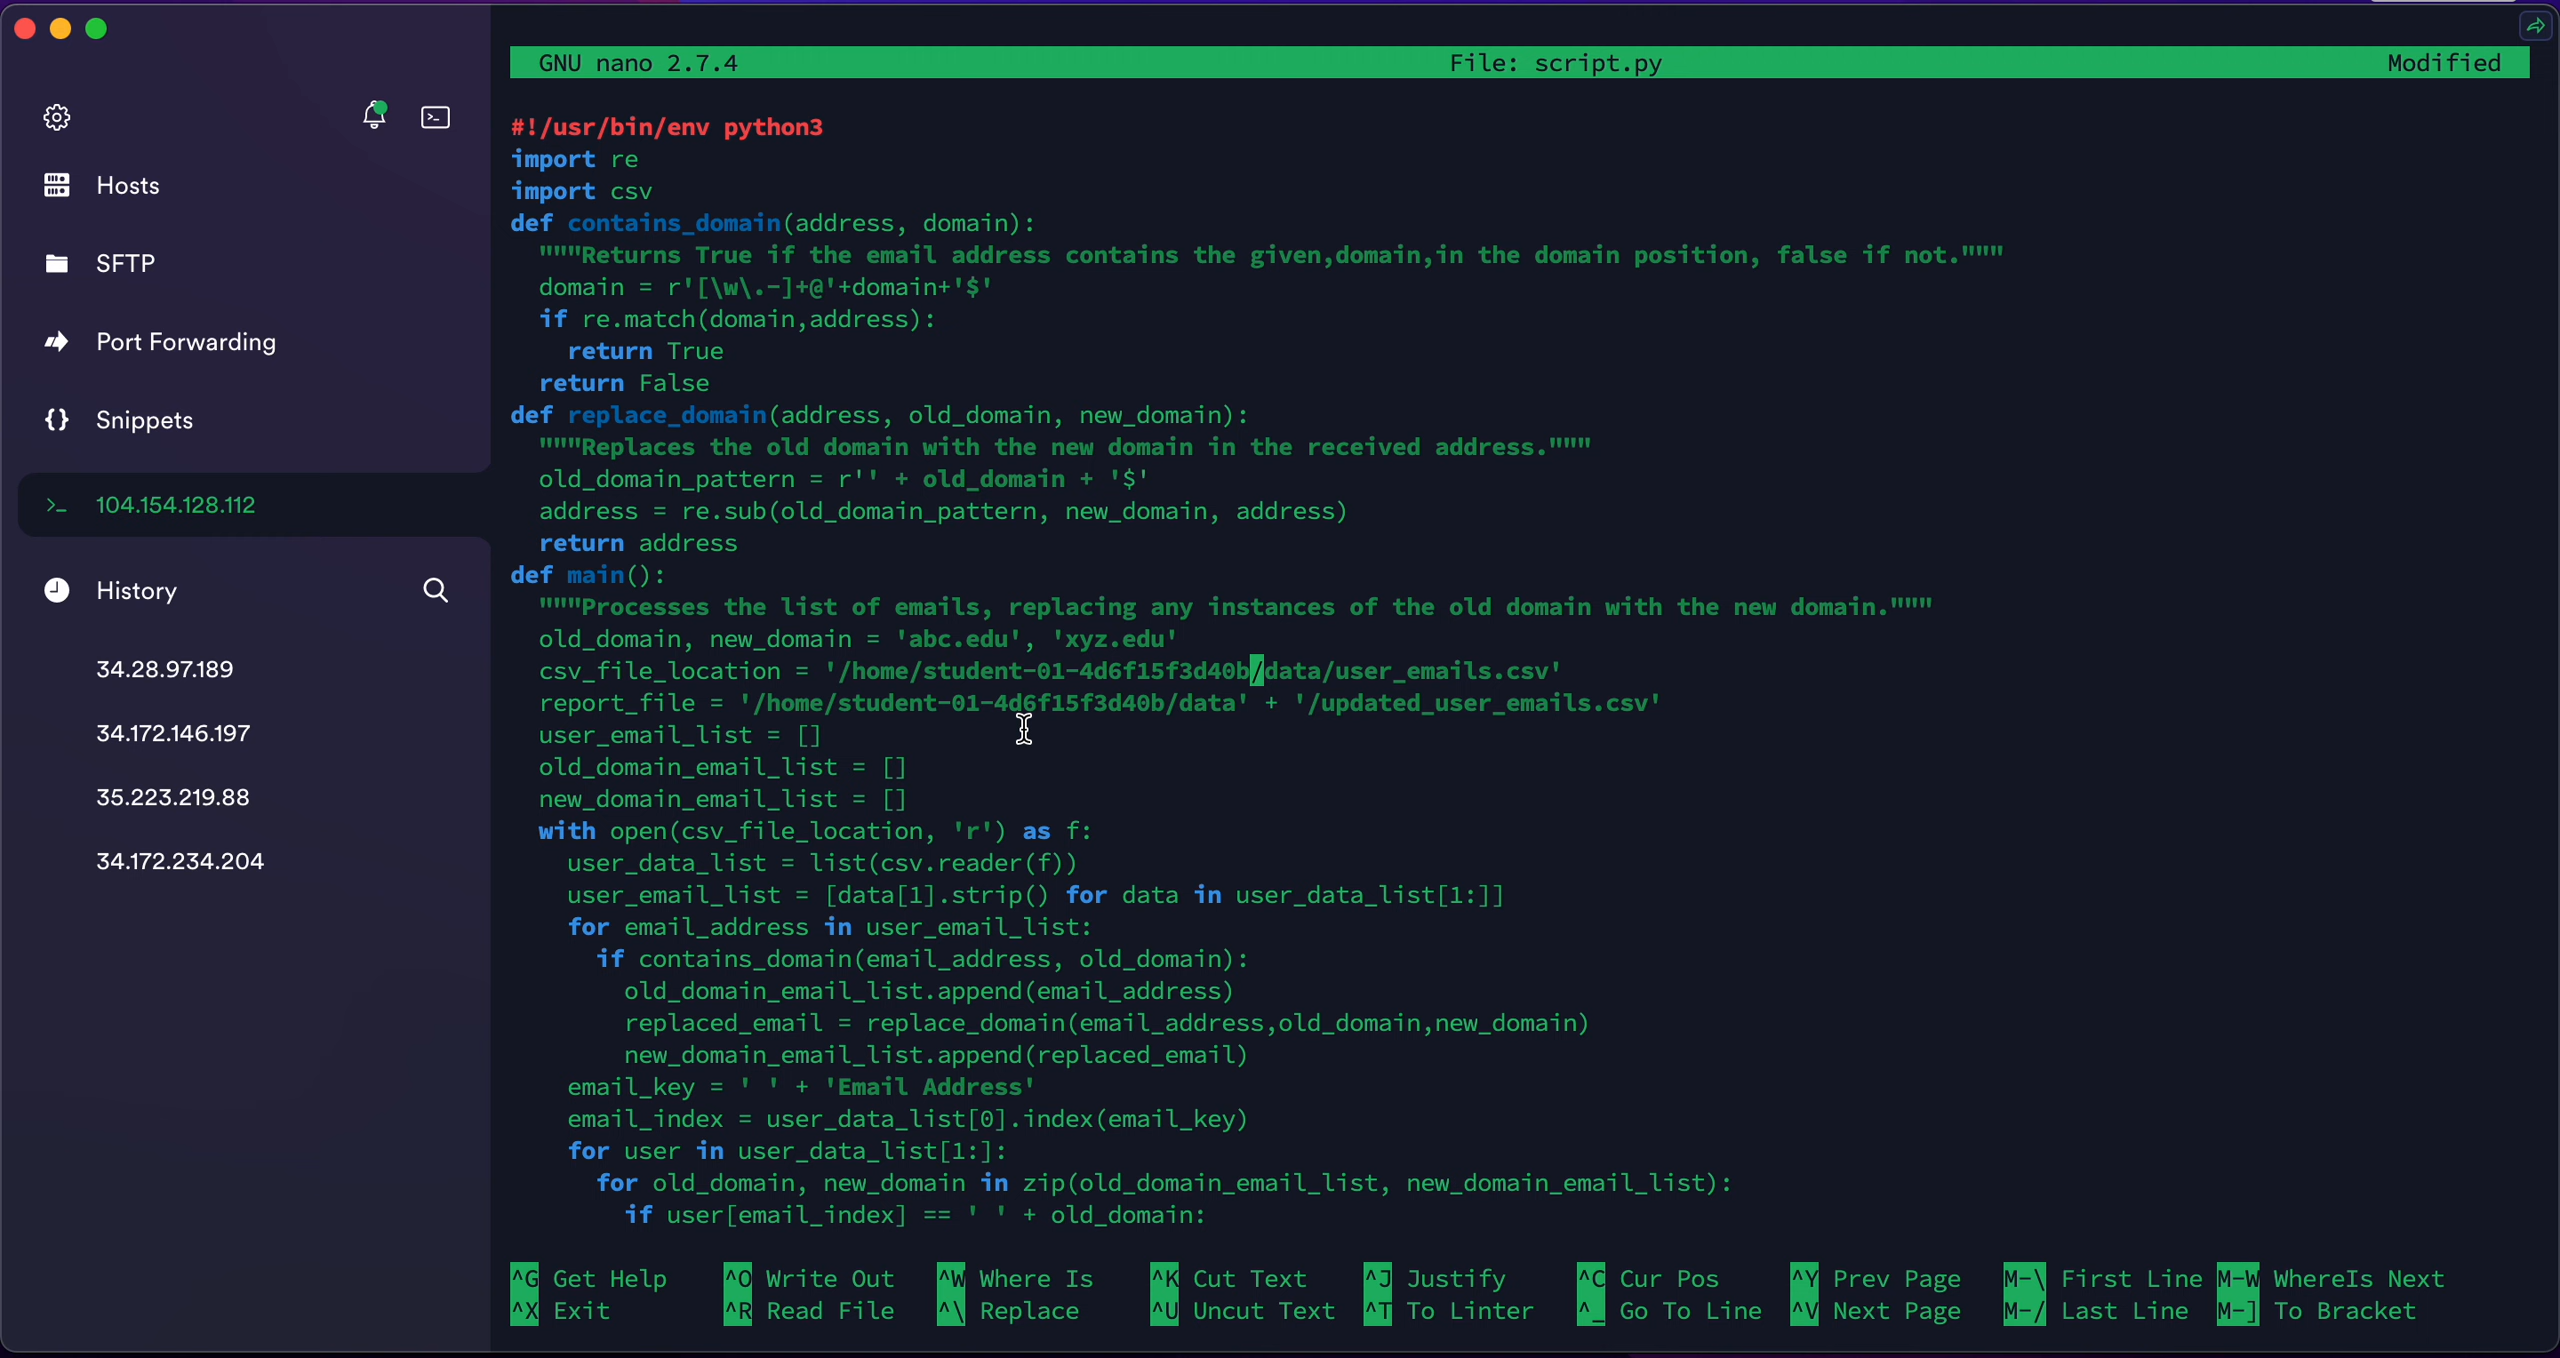 Hosts
SFTP
Port Forwarding
Snippets
>_ 104.154.128.112
History
34.28.97.189
34.172.146.197
35.223.219.88
34.172.234.204
GNU nano 2.7.4 File: script.py Modified
#!/usr/bin/env python3
import re
import csv
def contains_domain(address, domain):
  """Returns True if the email address contains the given,domain,in the domain position, false if not."""
  domain = r'[\w\.-]+@'+domain+'$'
  if re.match(domain,address):
    return True
  return False
def replace_domain(address, old_domain, new_domain):
  """Replaces the old domain with the new domain in the received address."""
  old_domain_pattern = r'' + old_domain + '$'
  address = re.sub(old_domain_pattern, new_domain, address)
  return address
def main():
  """Processes the list of emails, replacing any instances of the old domain with the new domain."""
  old_domain, new_domain = 'abc.edu', 'xyz.edu'
  csv_file_location = '/home/student-01-4d6f15f3d40b/data/user_emails.csv'
  report_file = '/home/student-01-4d6f15f3d40b/data' + '/updated_user_emails.csv'
  user_email_list = []
  old_domain_email_list = []
  new_domain_email_list = []
  with open(csv_file_location, 'r') as f:
    user_data_list = list(csv.reader(f))
    user_email_list = [data[1].strip() for data in user_data_list[1:]]
    for email_address in user_email_list:
      if contains_domain(email_address, old_domain):
        old_domain_email_list.append(email_address)
        replaced_email = replace_domain(email_address,old_domain,new_domain)
        new_domain_email_list.append(replaced_email)
    email_key = ' ' + 'Email Address'
    email_index = user_data_list[0].index(email_key)
    for user in user_data_list[1:]:
      for old_domain, new_domain in zip(old_domain_email_list, new_domain_email_list):
        if user[email_index] == ' ' + old_domain:
^G Get Help ^O Write Out ^W Where Is ^K Cut Text ^J Justify ^C Cur Pos ^Y Prev Page M-\ First Line M-W WhereIs Next
^X Exit ^R Read File ^\ Replace ^U Uncut Text ^T To Linter ^_ Go To Line ^V Next Page M-/ Last Line M-] To Bracket